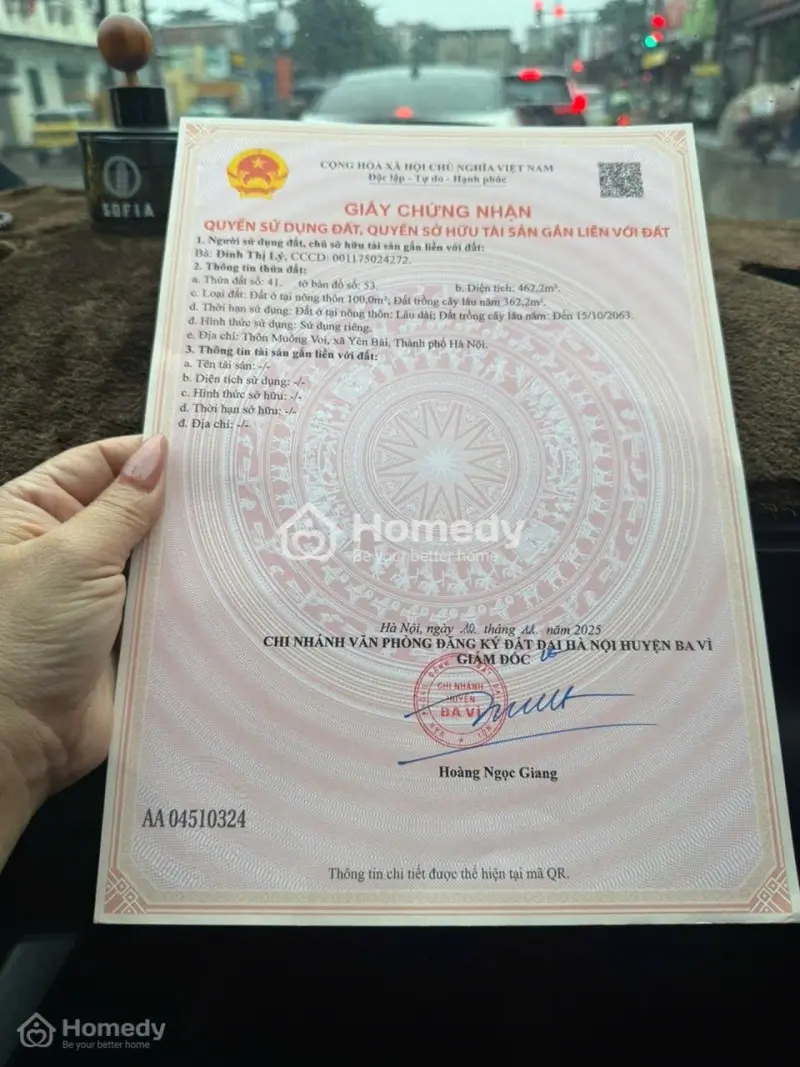 SOFIA
CỘNG HÒA XÃ HỘI CHỦ NGHĨA VIỆT NAM
Độc lập - Tự do - Hạnh phúc
GIẤY CHỨNG NHẬN
QUYỀN SỬ DỤNG ĐẤT, QUYỀN SỞ HỮU TÀI SẢN GẮN LIỀN VỚI ĐẤT
1. Người sử dụng đất, chủ sở hữu tài sản gắn liền với đất:
Bà: Đinh Thị Lý, CCCD: 001175024272.
2. Thông tin thửa đất:
a. Thửa đất số: 41. tờ bản đồ số: 53. b. Diện tích: 462,2m².
c. Loại đất: Đất ở tại nông thôn 100,0m²; Đất trồng cây lâu năm 362,2m².
d. Thời hạn sử dụng: Đất ở tại nông thôn: Lâu dài; Đất trồng cây lâu năm: Đến 15/10/2063.
đ. Hình thức sử dụng: Sử dụng riêng.
e. Địa chỉ: Thôn Muồng Voi, xã Yên Bài, Thành phố Hà Nội.
3. Thông tin tài sản gắn liền với đất:
a. Tên tài sản: -/-
b. Diện tích sử dụng: -/-
c. Hình thức sở hữu: -/-
d. Thời hạn sở hữu: -/-
đ. Địa chỉ: -/-
Homedy
Be your better home
Hà Nội, ngày tháng năm 2025
CHI NHÁNH VĂN PHÒNG ĐĂNG KÝ ĐẤT ĐAI HÀ NỘI HUYỆN BA VÌ
GIÁM ĐỐC
CHI NHÁNH
HUYỆN
BA VÌ
Hoàng Ngọc Giang
AA 04510324
Thông tin chi tiết được thể hiện tại mã QR.
Homedy
Be your better home